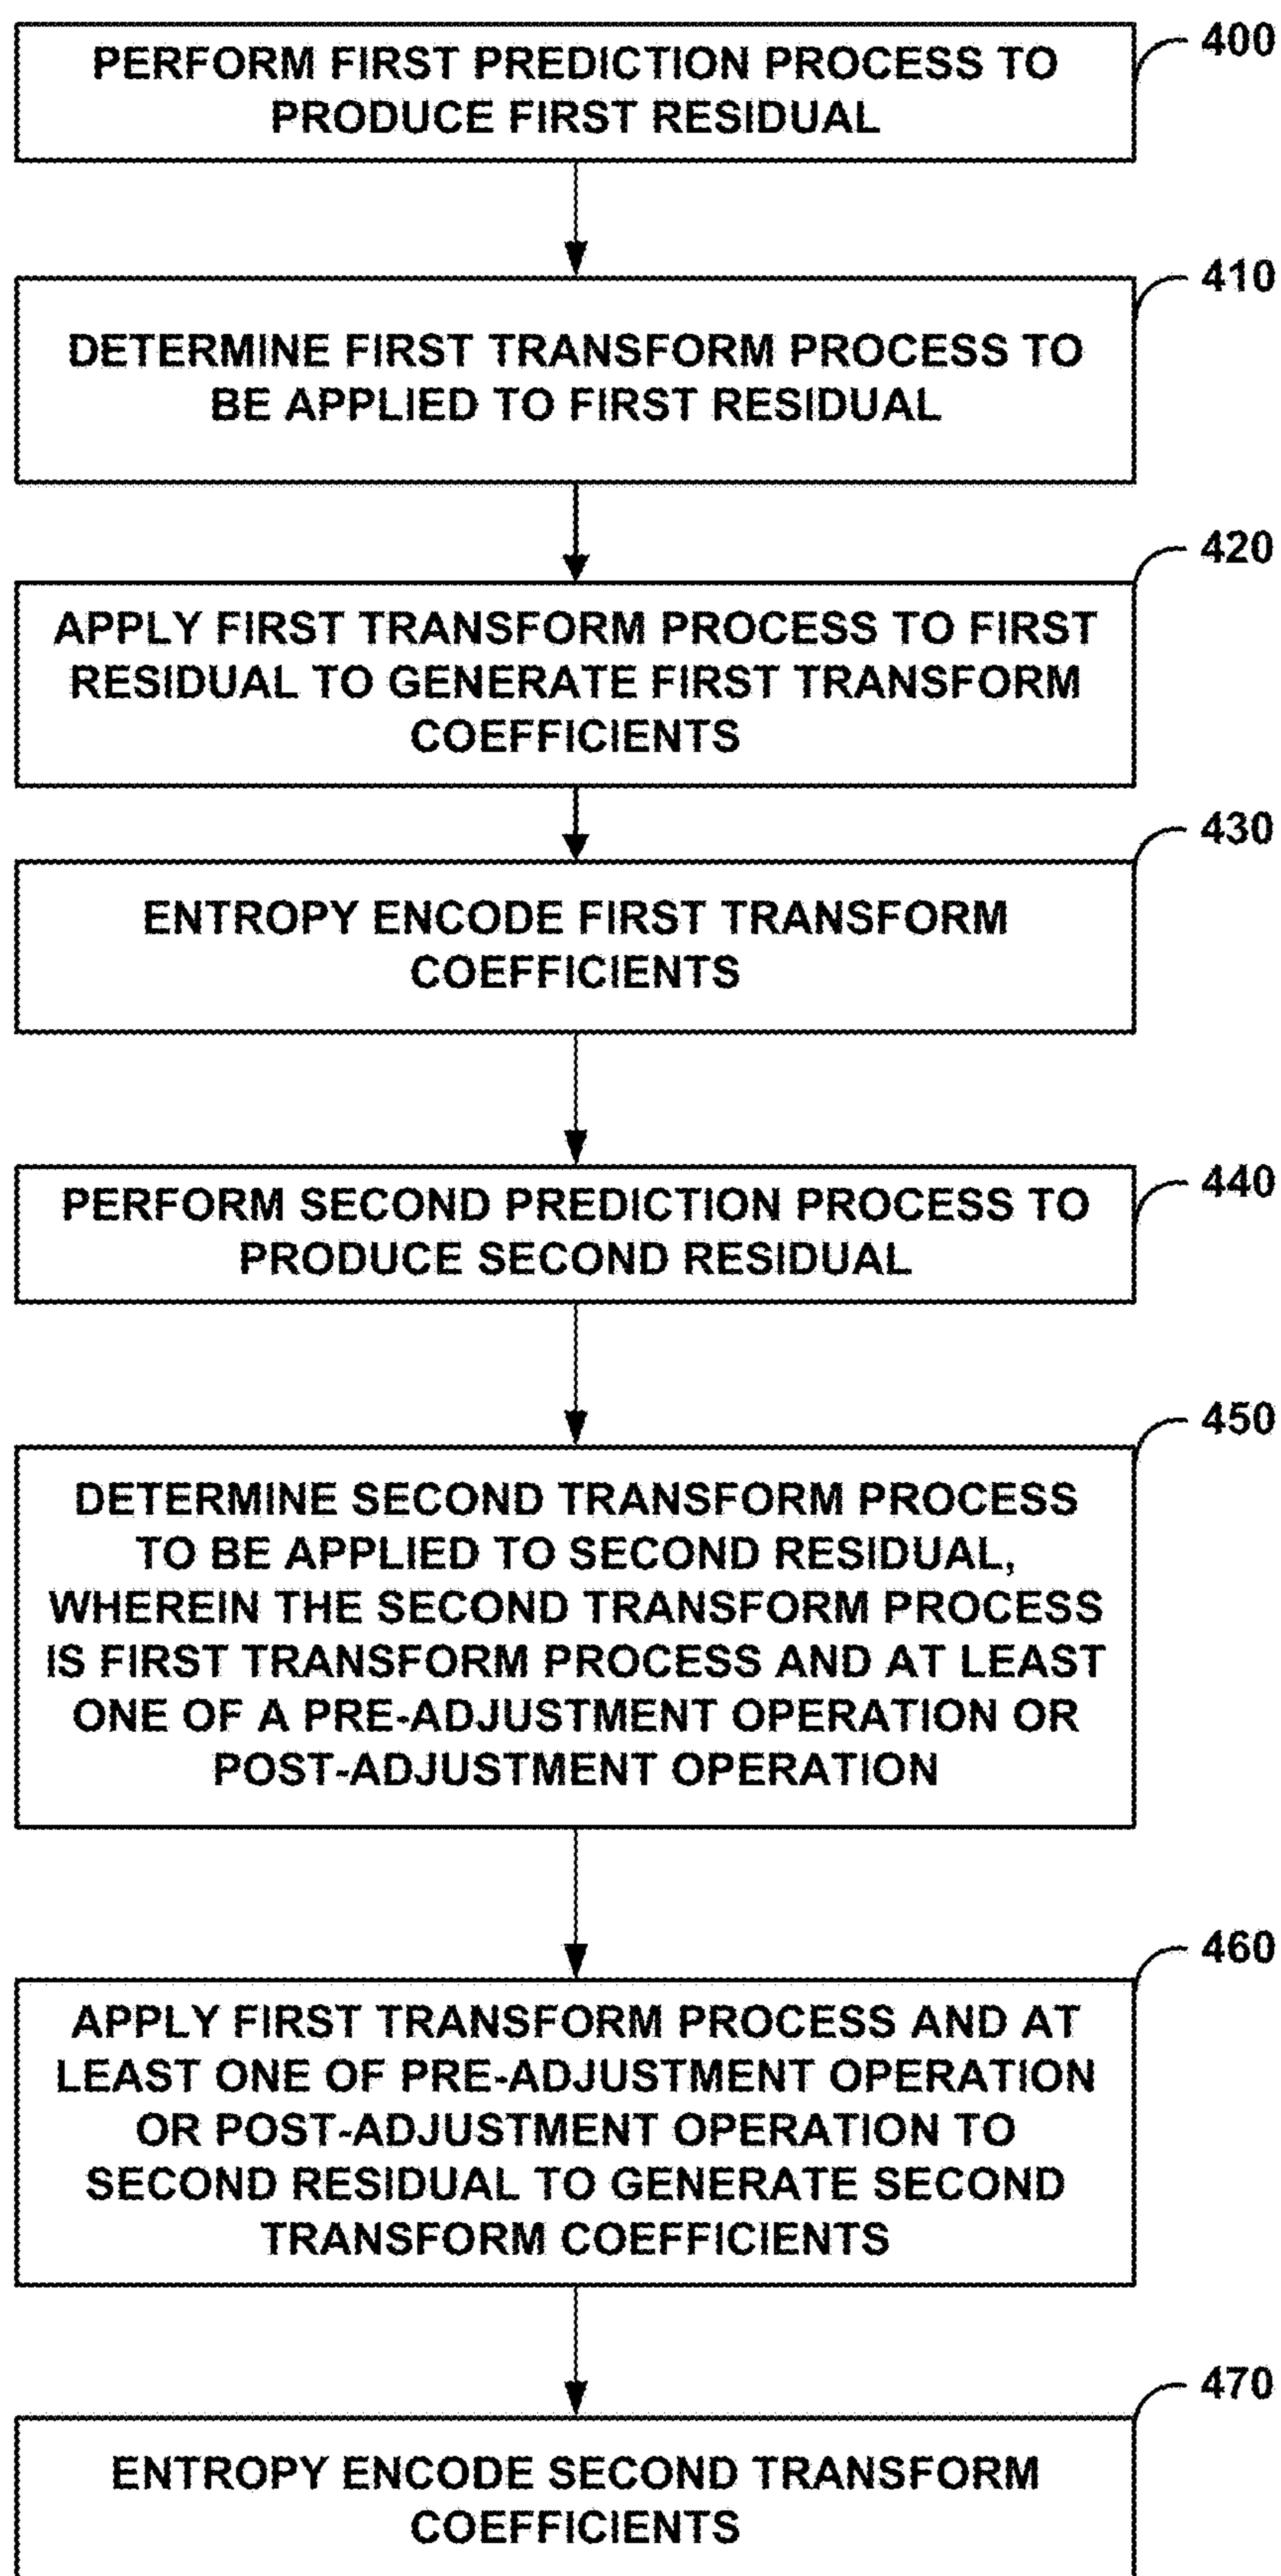 400
PERFORM FIRST PREDICTION PROCESS TO
PRODUCE FIRST RESIDUAL
410
DETERMINE FIRST TRANSFORM PROCESS TO
BE APPLIED TO FIRST RESIDUAL
420
APPLY FIRST TRANSFORM PROCESS TO FIRST
RESIDUAL TO GENERATE FIRST TRANSFORM
COEFFICIENTS
430
ENTROPY ENCODE FIRST TRANSFORM
COEFFICIENTS
440
PERFORM SECOND PREDICTION PROCESS TO
PRODUCE SECOND RESIDUAL
450
DETERMINE SECOND TRANSFORM PROCESS
TO BE APPLIED TO SECOND RESIDUAL,
WHEREIN THE SECOND TRANSFORM PROCESS
IS FIRST TRANSFORM PROCESS AND AT LEAST
ONE OF A PRE-ADJUSTMENT OPERATION OR
POST-ADJUSTMENT OPERATION
460
APPLY FIRST TRANSFORM PROCESS AND AT
LEAST ONE OF PRE-ADJUSTMENT OPERATION
OR POST-ADJUSTMENT OPERATION TO
SECOND RESIDUAL TO GENERATE SECOND
TRANSFORM COEFFICIENTS
470
ENTROPY ENCODE SECOND TRANSFORM
COEFFICIENTS